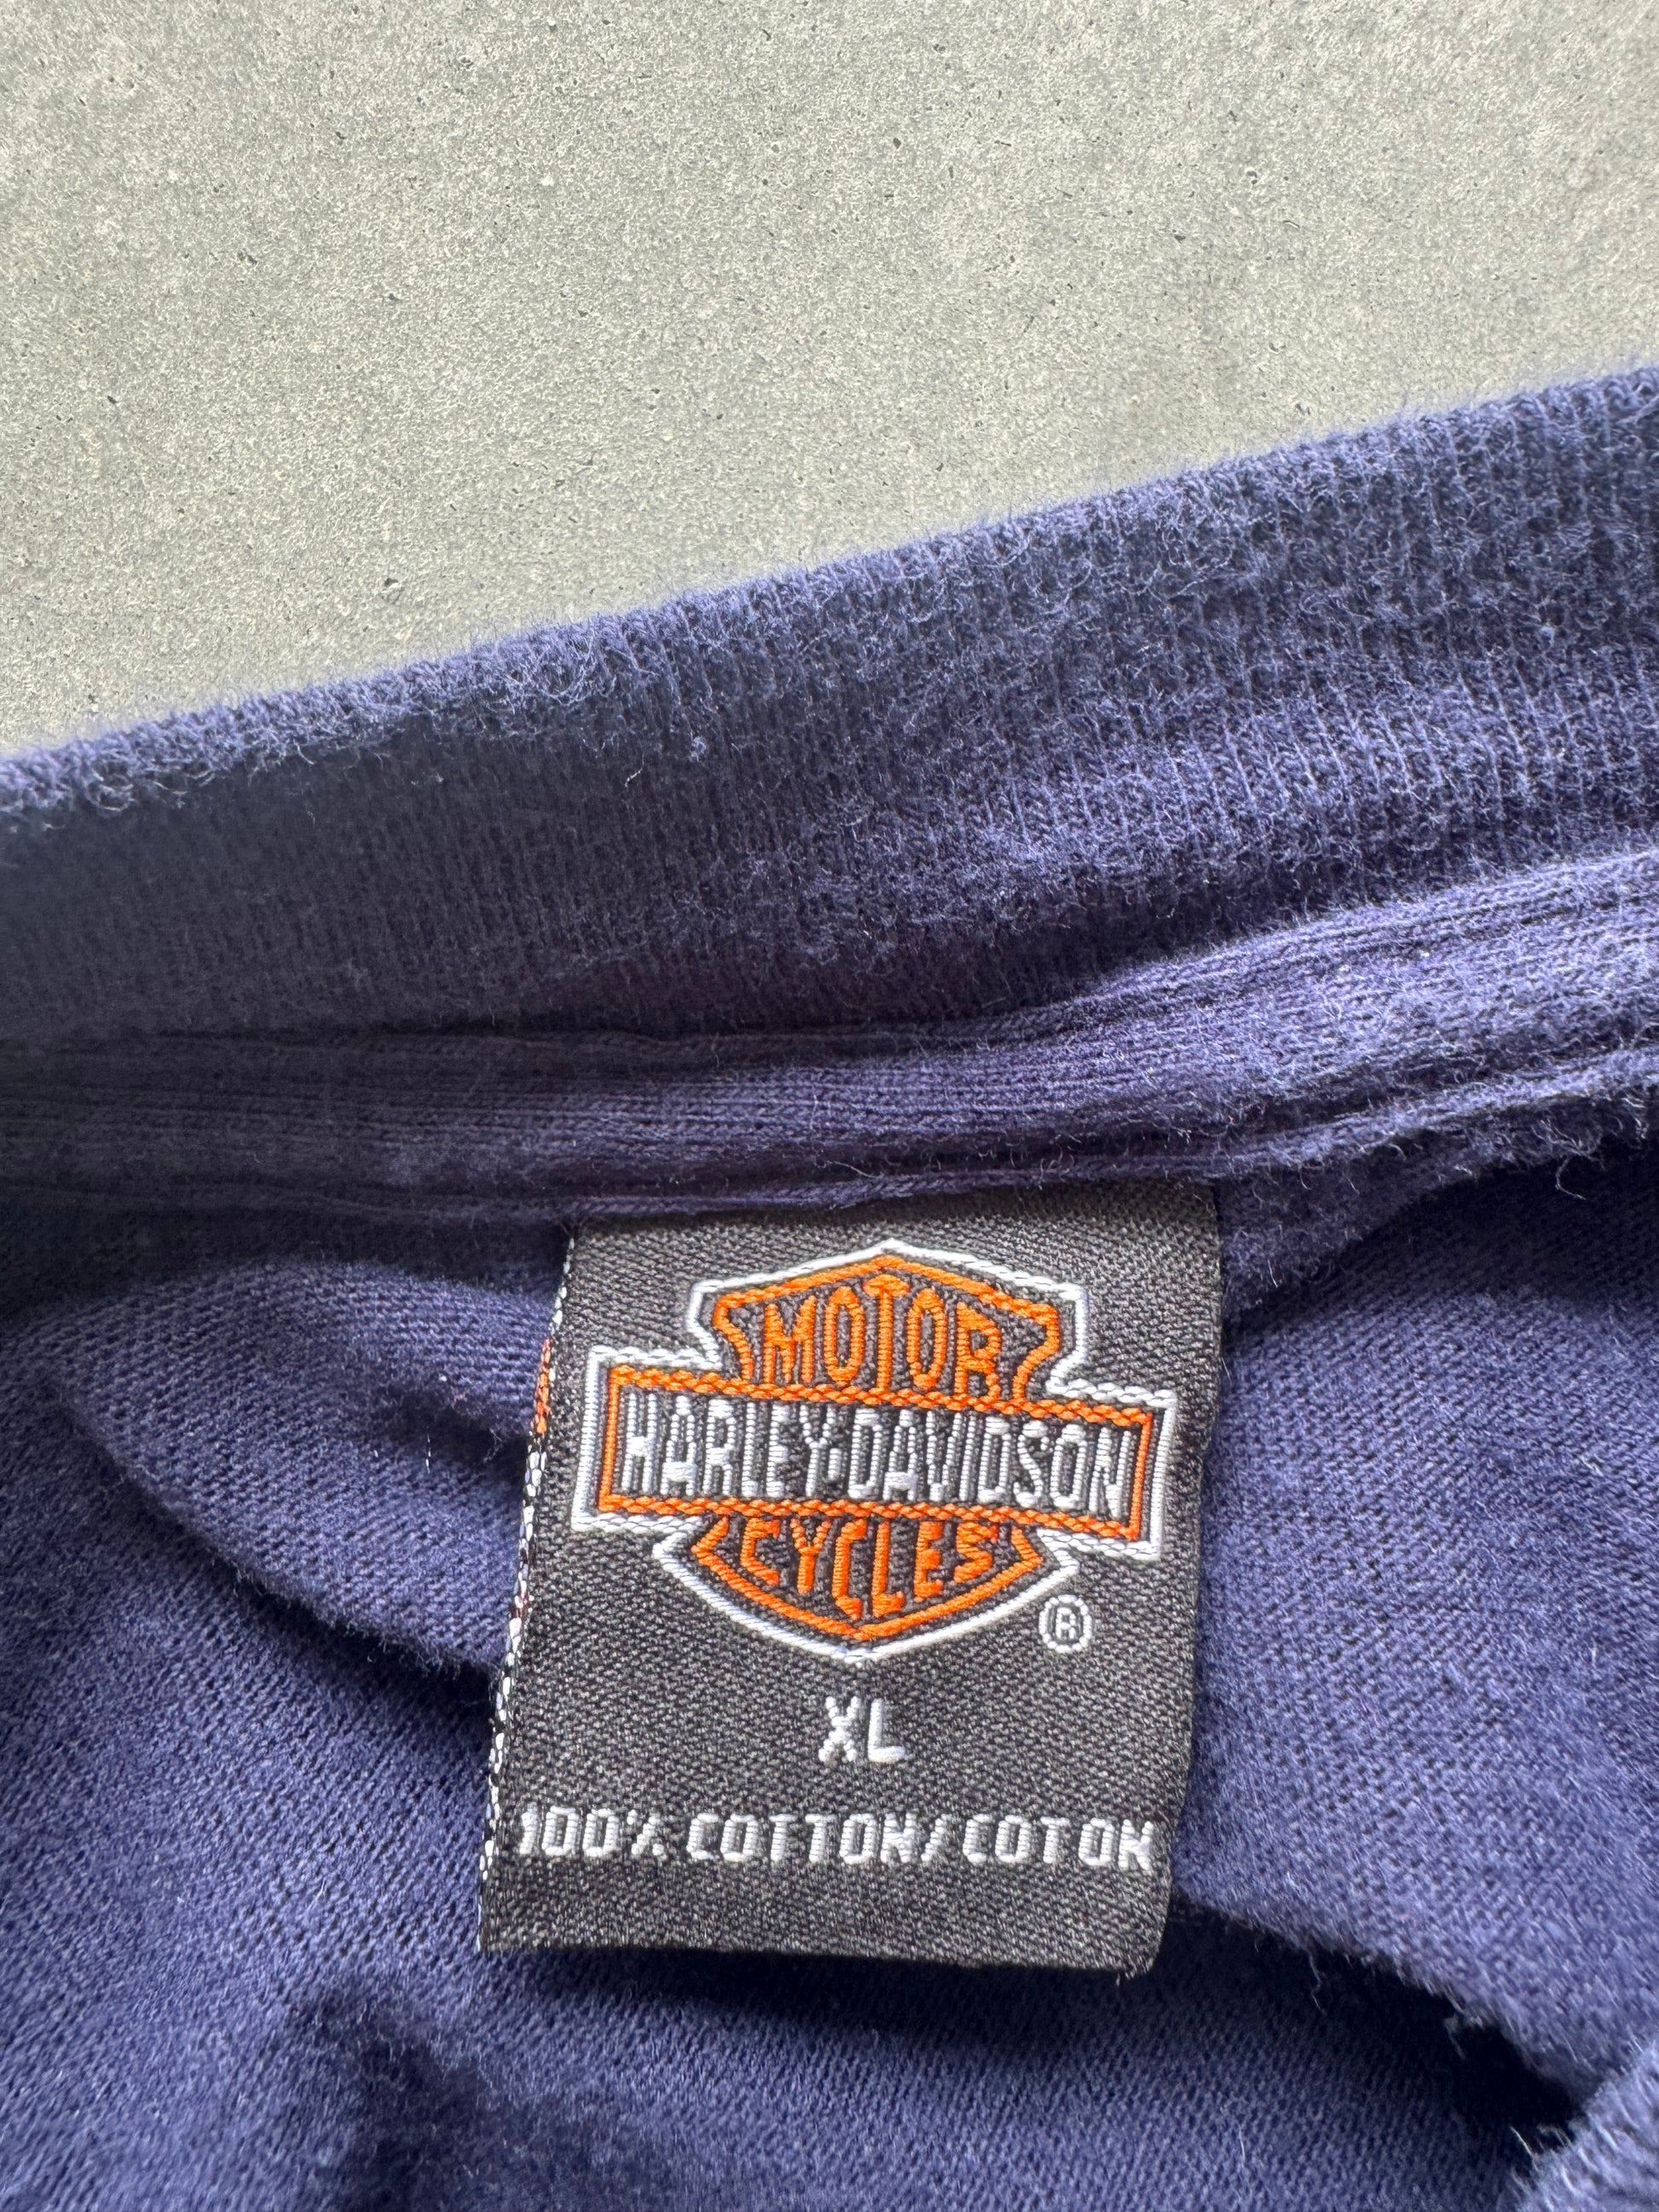 MOTOR
HARLEY-DAVIDSON
CYCLES
®
XL
100% COTTON/COTON